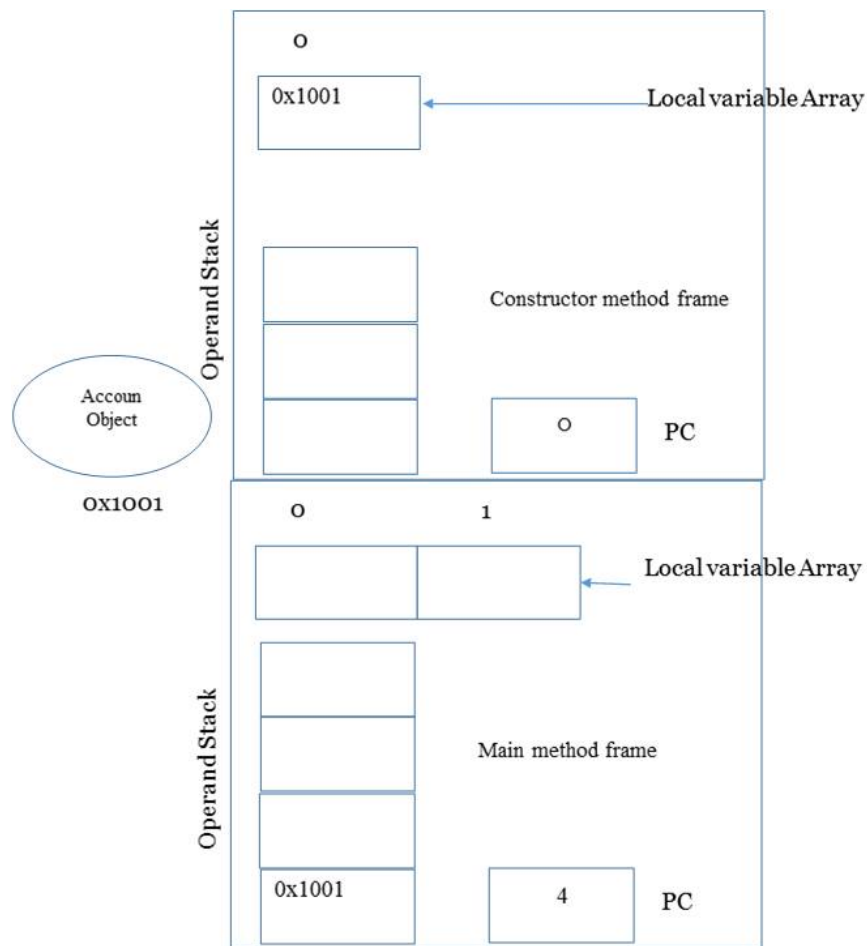 0
0x1001
Local variable Array
Operand Stack
Constructor method frame
Accoun
Object
0x1001
0
PC
0 1
Local variable Array
Operand Stack
Main method frame
0x1001
4
PC